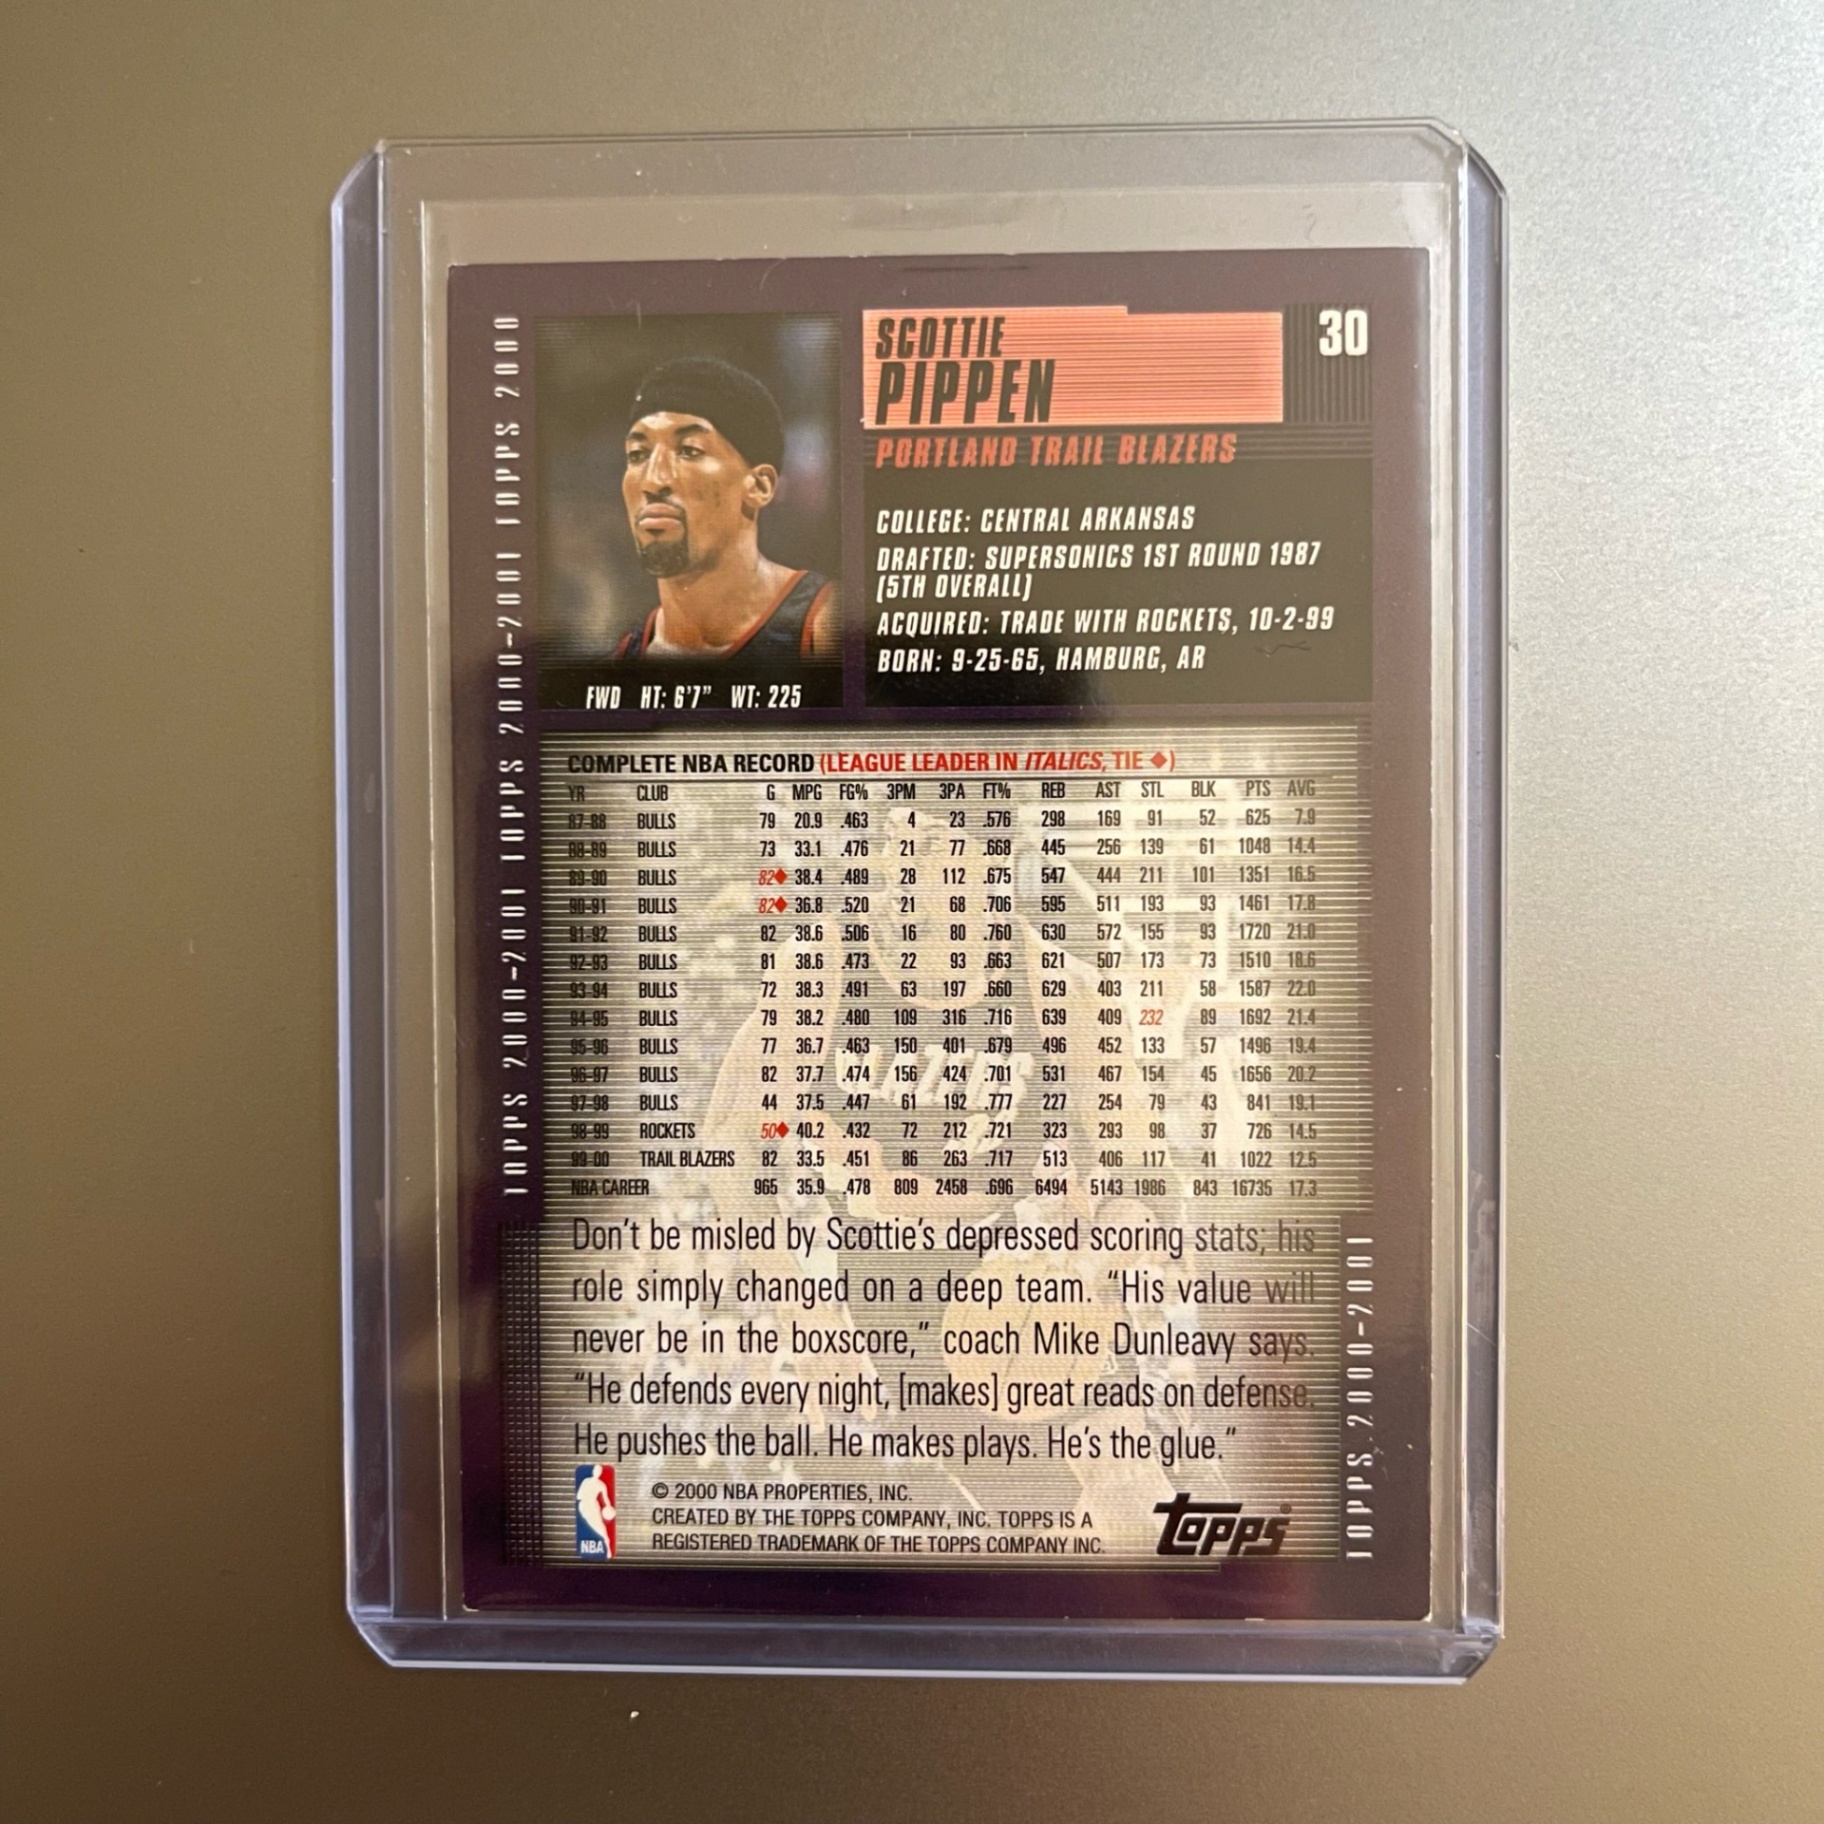 SCOTTIE
PIPPEN
30
PORTLAND TRAIL BLAZERS
COLLEGE: CENTRAL ARKANSAS
DRAFTED: SUPERSONICS 1ST ROUND 1987
(5TH OVERALL)
ACQUIRED: TRADE WITH ROCKETS, 10-2-99
BORN: 9-25-65, HAMBURG, AR
FWD HT: 6'7" WT: 225
TOPPS 2000-2001 TOPPS 2000-2001 TOPPS 2000
COMPLETE NBA RECORD (LEAGUE LEADER IN ITALICS, TIE ◆)
YR CLUB G MPG FG% 3PM 3PA FT% REB AST STL BLK PTS AVG
87-88 BULLS 79 20.9 .463 4 23 .576 298 169 91 52 625 7.9
88-89 BULLS 73 33.1 .476 21 77 .668 445 256 139 61 1048 14.4
89-90 BULLS 82◆ 38.4 .489 28 112 .675 547 444 211 101 1351 16.5
90-91 BULLS 82◆ 36.8 .520 21 68 .706 595 511 193 93 1461 17.8
91-92 BULLS 82 38.6 .506 16 80 .760 630 572 155 93 1720 21.0
92-93 BULLS 81 38.6 .473 22 93 .663 621 507 173 73 1510 18.6
93-94 BULLS 72 38.3 .491 63 197 .660 629 403 211 58 1587 22.0
94-95 BULLS 79 38.2 .480 109 316 .716 639 409 232 89 1692 21.4
95-96 BULLS 77 36.7 .463 150 401 .679 496 452 133 57 1496 19.4
96-97 BULLS 82 37.7 .474 156 424 .701 531 467 154 45 1656 20.2
97-98 BULLS 44 37.5 .447 61 192 .777 227 254 79 43 841 19.1
98-99 ROCKETS 50◆ 40.2 .432 72 212 .721 323 293 98 37 726 14.5
99-00 TRAIL BLAZERS 82 33.5 .451 86 263 .717 513 406 117 41 1022 12.5
NBA CAREER 965 35.9 .478 809 2458 .696 6494 5143 1986 843 16735 17.3
BLAZERS
Don't be misled by Scottie's depressed scoring stats; his
role simply changed on a deep team. "His value will
never be in the boxscore," coach Mike Dunleavy says.
"He defends every night, [makes] great reads on defense.
He pushes the ball. He makes plays. He's the glue."
NBA
© 2000 NBA PROPERTIES, INC.
CREATED BY THE TOPPS COMPANY, INC. TOPPS IS A
REGISTERED TRADEMARK OF THE TOPPS COMPANY INC.
topps®
TOPPS 2000-2001